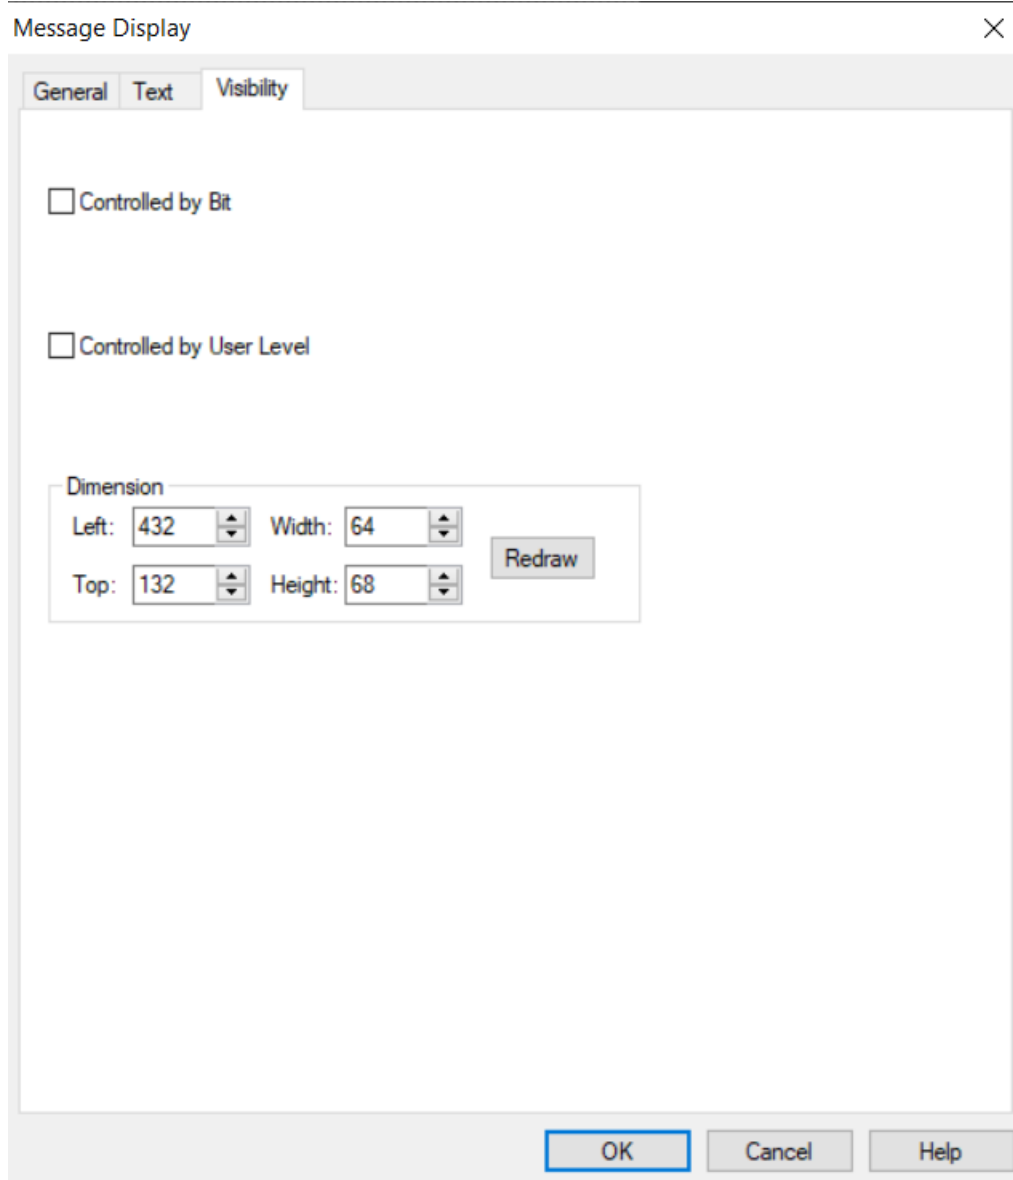 Message Display
General Text Visibility
Controlled by Bit
Controlled by User Level
Dimension
Left: 432 Width: 64
Redraw
Top: 132 Height: 68
OK Cancel Help